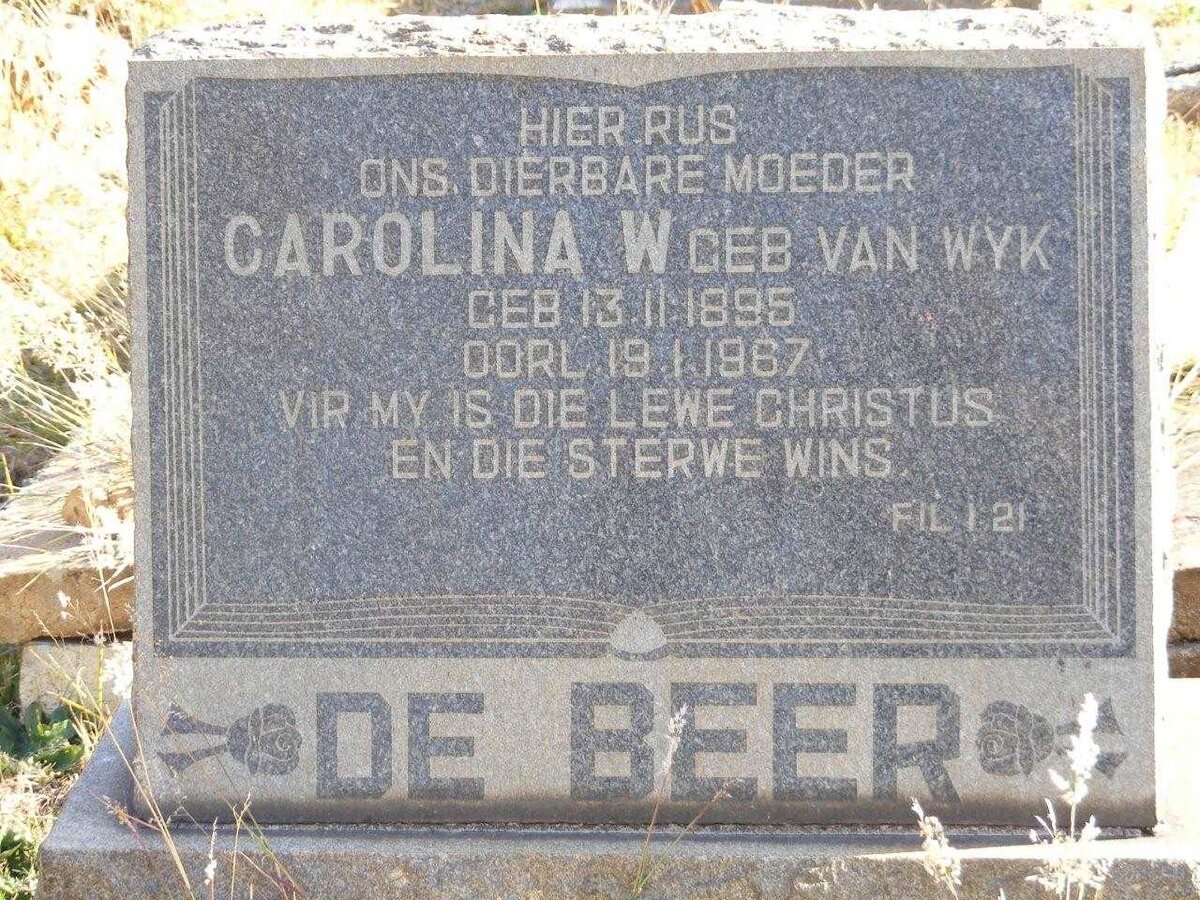 HIER RUS
ONS DIERBARE MOEDER
CAROLINA W GEB VAN WYK
GEB 13.11.1895
OORL 19.1.1967
VIR MY IS DIE LEWE CHRISTUS
EN DIE STERWE WINS
FIL 1 21
DE BEER